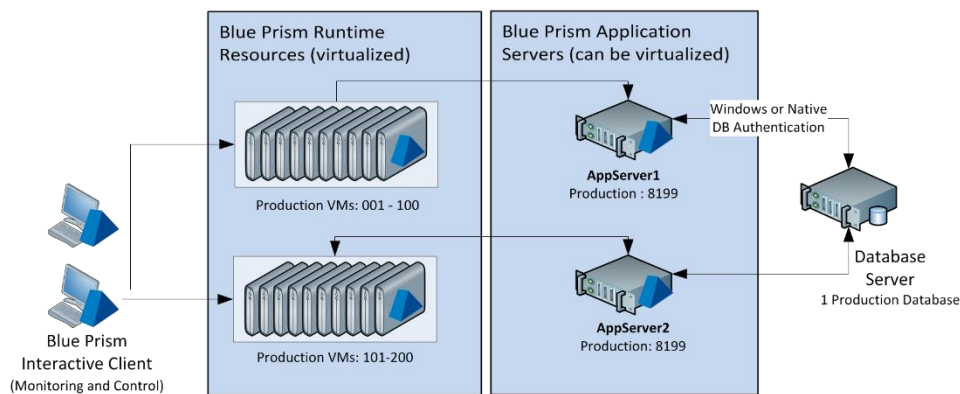 Blue Prism Runtime
Resources (virtualized)
Production VMs: 001 - 100
Production VMs: 101-200
Blue Prism Application
Servers (can be virtualized)
AppServer1
Production : 8199
AppServer2
Production: 8199
Windows or Native
DB Authentication
Database
Server
1 Production Database
Blue Prism
Interactive Client
(Monitoring and Control)